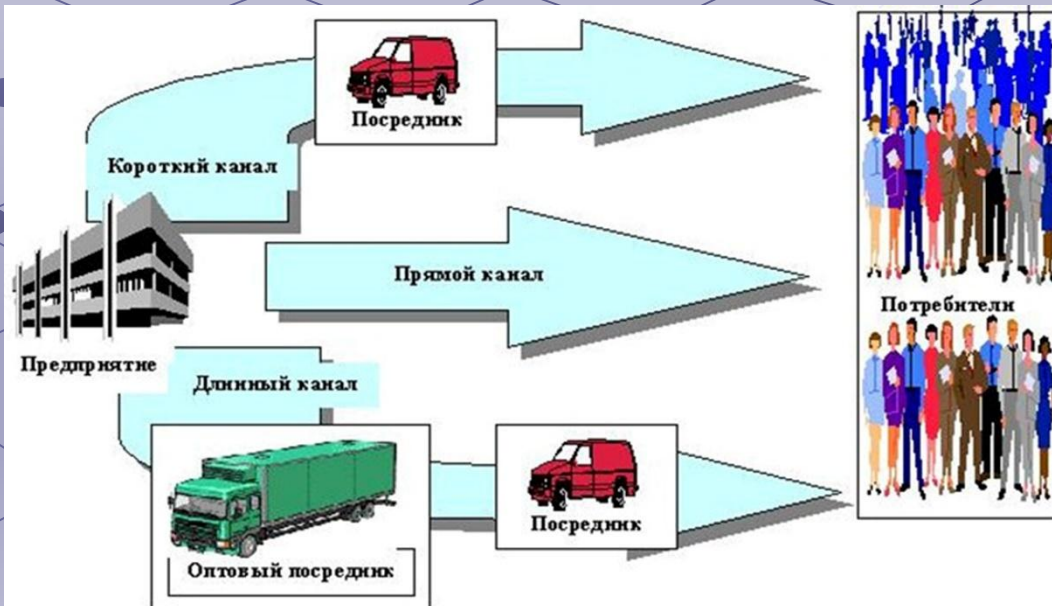 Посредник
Короткий канал
Прямой канал
Потребители
Предприятие
Длинный канал
Посредник
Оптовый посредник